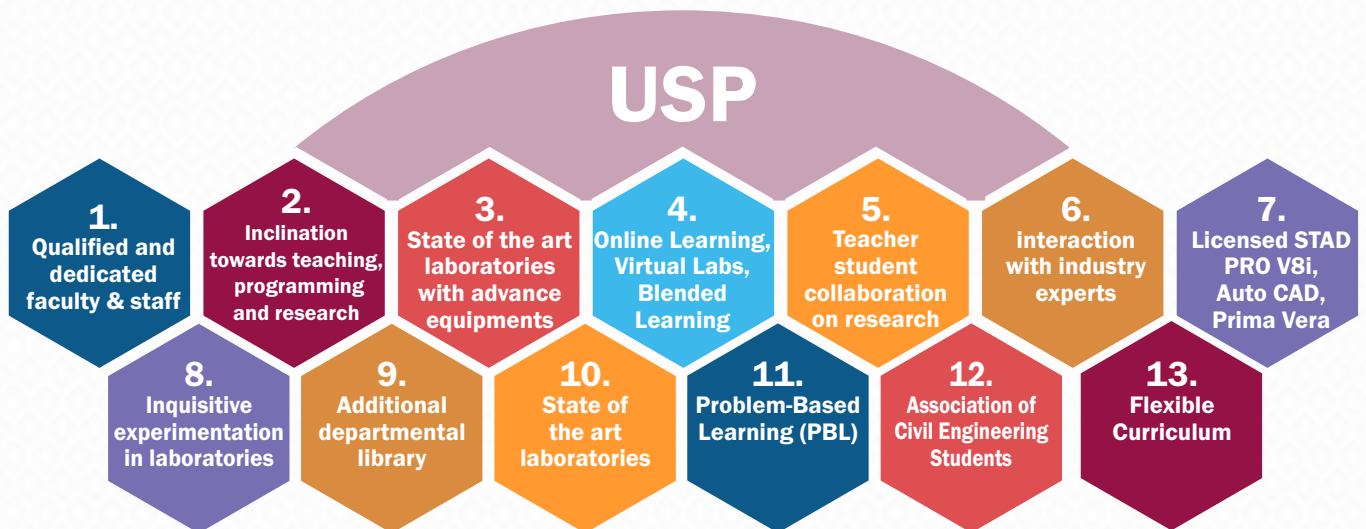 USP
1.
Qualified and
dedicated
faculty & staff
2.
Inclination
towards teaching,
programming
and research
3.
State of the art
laboratories
with advance
equipments
4.
Online Learning,
Virtual Labs,
Blended
Learning
5.
Teacher
student
collaboration
on research
6.
interaction
with industry
experts
7.
Licensed STAD
PRO V8i,
Auto CAD,
Prima Vera
8.
Inquisitive
experimentation
in laboratories
9.
Additional
departmental
library
10.
State of
the art
laboratories
11.
Problem-Based
Learning (PBL)
12.
Association of
Civil Engineering
Students
13.
Flexible
Curriculum